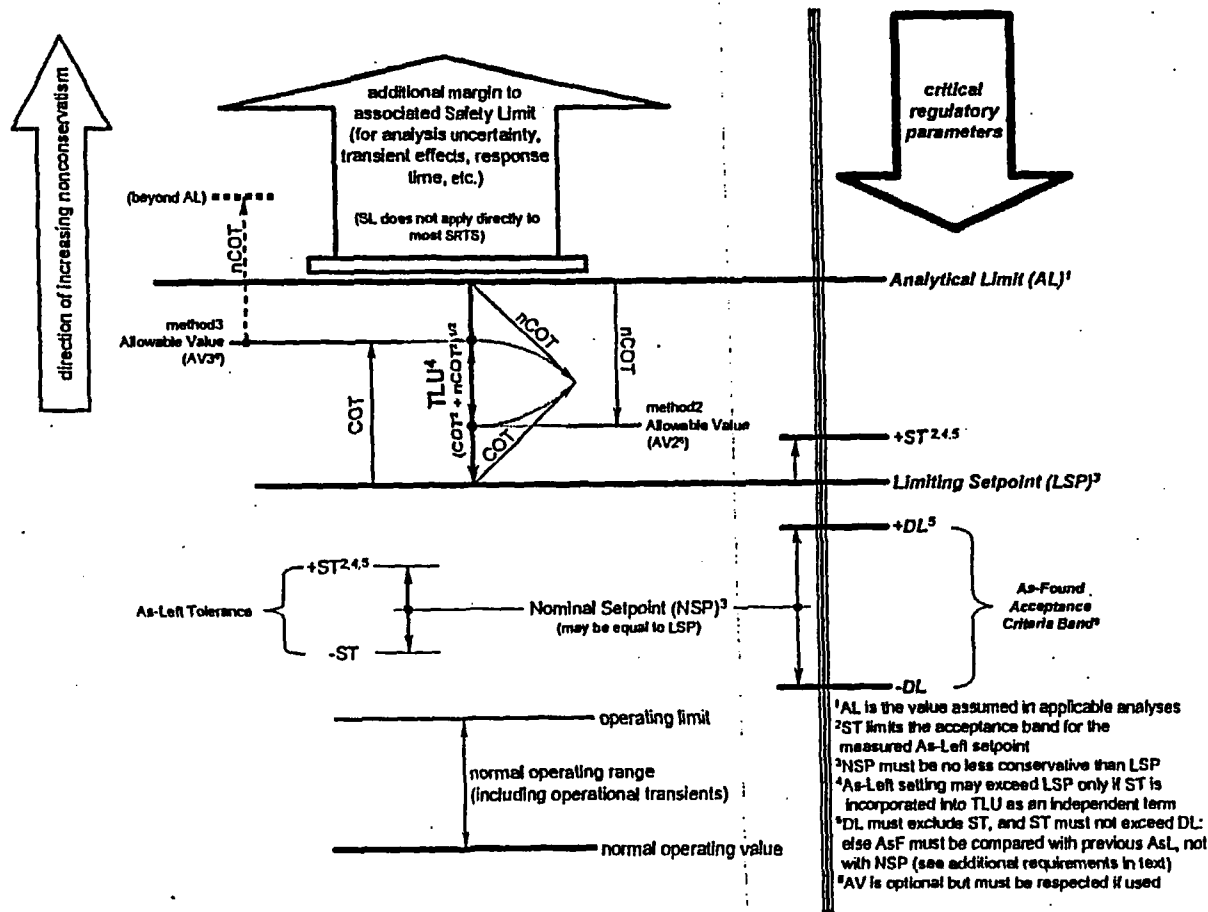 direction of increasing nonconservatism
additional margin to
associated Safety Limit
(for analysis uncertainty,
transient effects, response
time, etc.)
(SL does not apply directly to
most SRTS)
critical
regulatory
parameters
(beyond AL)
nCOT
Analytical Limit (AL)¹
method3
Allowable Value
(AV3⁶)
COT
TLU⁴
(COT² + nCOT²)¹/²
nCOT
COT
nCOT
method2
Allowable Value
(AV2⁶)
+ST²,⁴,⁵
Limiting Setpoint (LSP)³
+DL⁵
As-Found
Acceptance
Criteria Band⁵
-DL
+ST²,⁴,⁵
As-Left Tolerance
-ST
Nominal Setpoint (NSP)³
(may be equal to LSP)
operating limit
normal operating range
(including operational transients)
normal operating value
¹AL is the value assumed in applicable analyses
²ST limits the acceptance band for the
measured As-Left setpoint
³NSP must be no less conservative than LSP
⁴As-Left setting may exceed LSP only if ST is
incorporated into TLU as an independent term
⁵DL must exclude ST, and ST must not exceed DL:
else AsF must be compared with previous AsL, not
with NSP (see additional requirements in text)
⁶AV is optional but must be respected if used